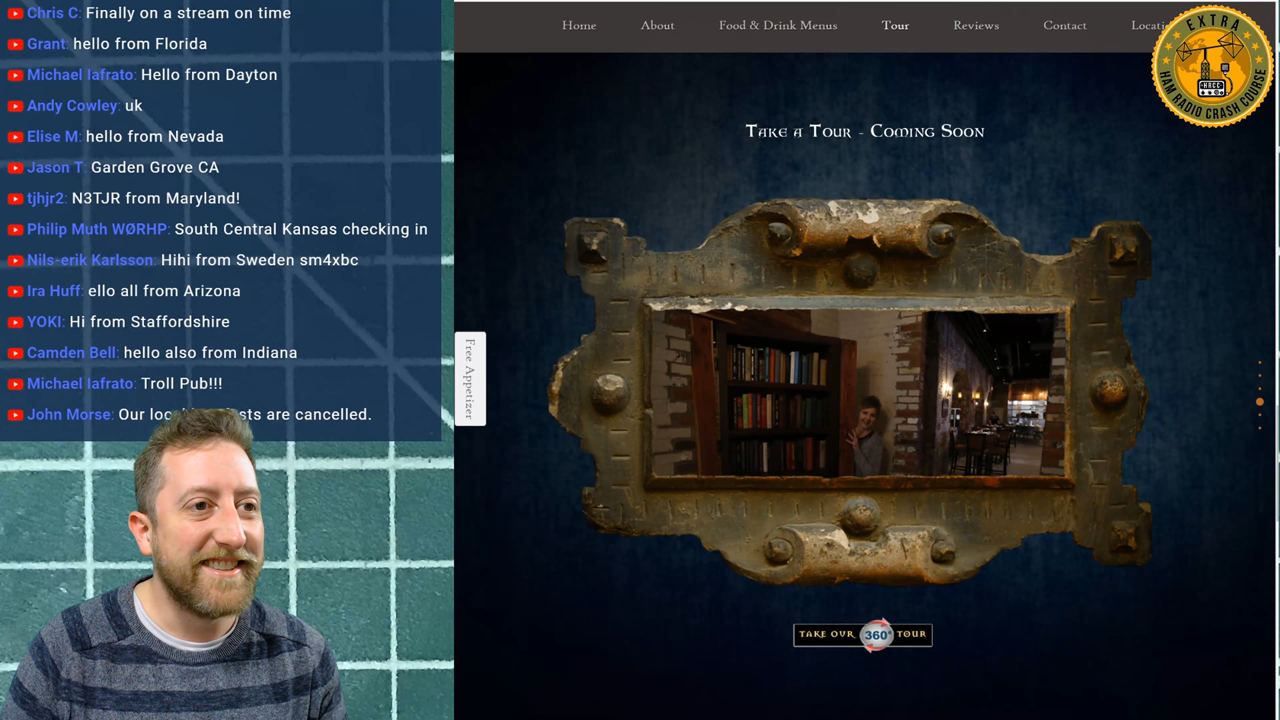 Chris C: Finally on a stream on time
Grant: hello from Florida
Michael Iafrato: Hello from Dayton
Andy Cowley: uk
Elise M: hello from Nevada
Jason T: Garden Grove CA
tjhjr2: N3TJR from Maryland!
Philip Muth WØRHP: South Central Kansas checking in
Nils-erik Karlsson: Hihi from Sweden sm4xbc
Ira Huff: ello all from Arizona
YOKI: Hi from Staffordshire
Camden Bell: hello also from Indiana
Michael Iafrato: Troll Pub!!!
John Morse: Our are cancelled.
Home About Food & Drink Menus Tour Reviews Contact
EXTRA
HRCC
HAM RADIO CRASH COURSE
Take a Tour - Coming Soon
Free Appetizer
TAKE OUR 360° TOUR